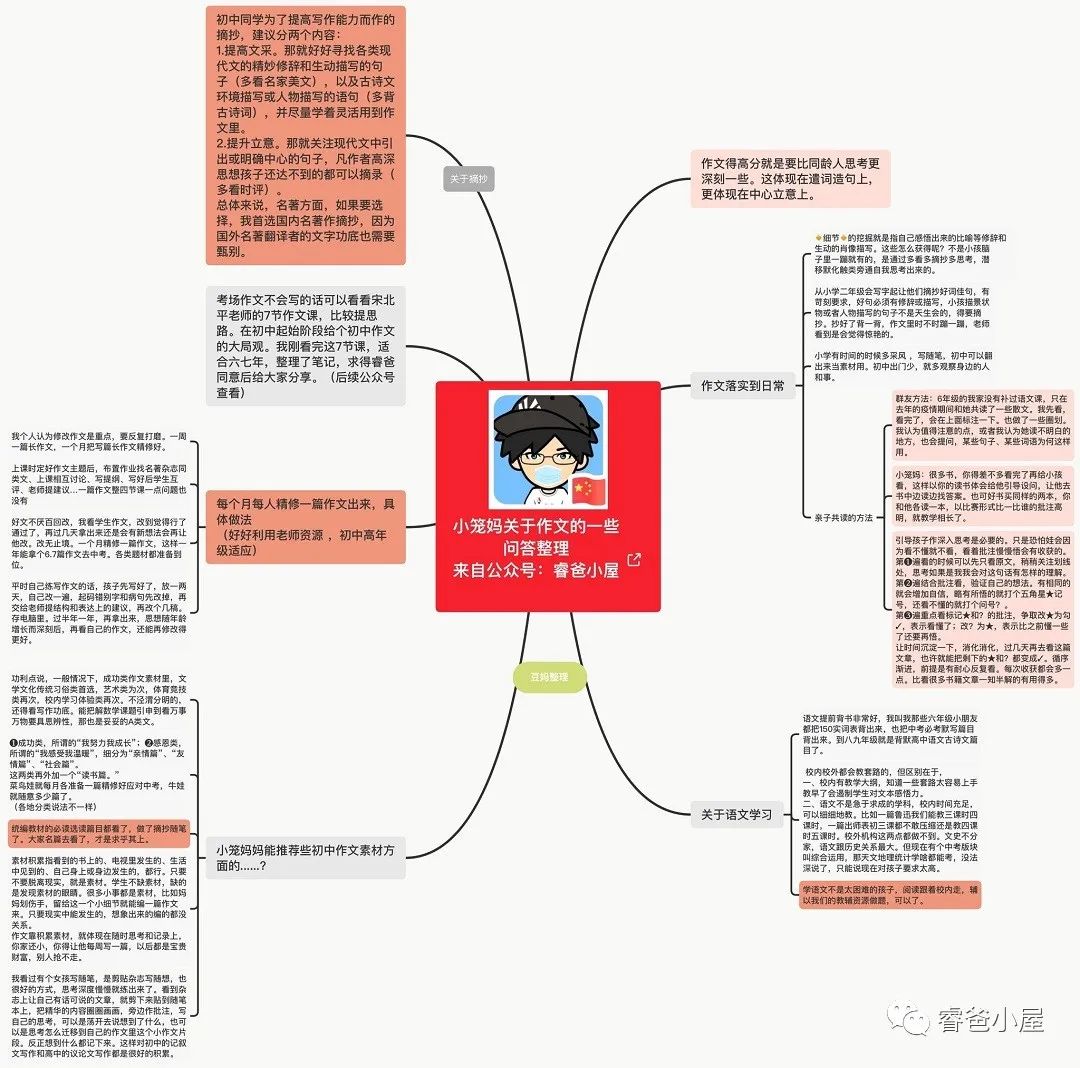 初中同学为了提高写作能力而作的
摘抄，建议分两个内容：
1.提高文采。那就好好寻找各类现
代文的精妙修辞和生动描写的句
子（多看名家美文），以及古诗文
环境描写或人物描写的语句（多背
古诗词），并尽量学着灵活用到作
文里。
2.提升立意。那就关注现代文中引
出或明确中心的句子，凡作者高深
思想孩子还达不到的都可以摘录（
多看时评）。
总体来说，名著方面，如果要选
择，我首选国内名著作摘抄，因为
国外名著翻译者的文字功底也需要
甄别。
关于摘抄
考场作文不会写的话可以看看宋北
平老师的7节作文课，比较提思
路。在初中起始阶段给个初中作文
的大局观。我刚看完这7节课，适
合六七年，整理了笔记，求得睿爸
同意后给大家分享。（后续公众号
查看）
我个人认为修改作文是重点，要反复打磨。一周
一篇长作文，一个月把写篇长作文精修好。
上课时定好作文主题后，布置作业找名著杂志同
类文、上课相互讨论、写提纲、写好后学生互
评、老师提建议...一篇作文整四节课一点问题也
没有
好文不厌百回改，我看学生作文，改到觉得行了
通过了，再过几天拿出来还是会有新想法会再让
他改。改无止境。一个月精修一篇作文，这样一
年能拿个6.7篇作文去中考。各类题材都准备到
位。
平时自己练写作文的话，孩子先写好了，放一两
天，自己改一遍，起码错别字和病句先改掉，再
交给老师提结构和表达上的建议，再改个几稿。
存电脑里。过半年一年，再拿出来，思想随年龄
增长而深刻后，再看自己的作文，还能再修改得
更好。
每个月每人精修一篇作文出来，具
体做法
（好好利用老师资源 ，初中高年
级适应）
功利点说，一般情况下，成功类作文素材里，文
学文化传统习俗类首选，艺术类为次，体育竞技
类再次，校内学习体验类再次。不泾渭分明的。
还得看写作功底。能把解数学课题引申到看万事
万物要具思辨性，那也是妥妥的A类文。
❶成功类，所谓的“我努力我成长”；❷感恩类，
所谓的“我感受我温暖”，细分为“亲情篇”、“友
情篇”、“社会篇”。
这两类再外加一个“读书篇。”
菜鸟娃就每月各准备一篇精修好应对中考，牛娃
就随意多少篇了。
（各地分类说法不一样）
统编教材的必读选读篇目都看了，做了摘抄随笔
了。大家名篇去看了，才是求乎其上。
素材积累指看到的书上的、电视里发生的、生活
中见到的、自己身上或身边发生的，都行。只要
不要脱离现实，就是素材。学生不缺素材，缺的
是发现素材的眼睛。很多小事都是素材，比如妈
妈划伤手，留给这一个小细节就能编一篇作文
来。只要现实中能发生的，想象出来的编的都没
关系。
作文靠积累素材，就体现在随时思考和记录上，
你家还小，你得让他每周写一篇，以后都是宝贵
财富，别人抢不走。
我看过有个女孩写随笔，是剪贴杂志写随想，也
很好的方式，思考深度慢慢就练出来了。看到杂
志上让自己有话可说的文章，就剪下来贴到随笔
本上，把精华的内容圈圈画画，旁边作批注，写
自己的思考，可以是荡开去说想到了什么，也可
以是思考怎么迁移到自己的作文里这个小作文片
段。反正想到什么都记下来。这样对初中的记叙
文写作和高中的议论文写作都是很好的积累。
小笼妈妈能推荐些初中作文素材方
面的......?
小笼妈关于作文的一些
问答整理
来自公众号：睿爸小屋
豆妈整理
作文得高分就是要比同龄人思考更
深刻一些。这体现在遣词造句上，
更体现在中心立意上。
作文落实到日常
🔸细节🔸的挖掘就是指自己感悟出来的比喻等修辞和
生动的肖像描写。这些怎么获得呢？不是小孩脑
子里一蹦就有的，是通过多看多摘抄多思考，潜
移默化触类旁通自我思考出来的。
从小学二年级会写字起让他们摘抄好词佳句，有
苛刻要求，好句必须有修辞或描写，小孩描景状
物或者人物描写的句子不是天生会的，得要摘
抄。抄好了背一背，作文里时不时蹦一蹦，老师
看到是会觉得惊艳的。
小学有时间的时候多采风 ，写随笔，初中可以翻
出来当素材用。初中出门少，就多观察身边的人
和事。
亲子共读的方法
群友方法：6年级的我家没有补过语文课，只在
去年的疫情期间和她共读了一些散文。我先看，
看完了，会在上面标注一下。也做了一些圈划。
我认为值得注意的点，或者我认为她读不明白的
地方，也会提问，某些句子、某些词语为何这样
用。
小笼妈：很多书，你得差不多看完了再给小孩
看，这样以你的读书体会给他引导设问，让他去
书中边读边找答案。也可好书买同样的两本，你
和他各读一本，以比赛形式比一比谁的批注高
明，就教学相长了。
引导孩子作深入思考是必要的。只是恐怕娃会因
为看不懂就不看，看着批注慢慢悟会有收获的。
第❶遍看的时候可以先只看原文，稍稍关注划线
处，思考如果是我我会对这句话有怎样的理解。
第❷遍结合批注看，验证自己的想法。有相同的
就会增加自信，略有所悟的就打个五角星★记
号，还看不懂的就打个问号？。
第❸遍重点看标记★和？的批注，争取改★为勾
✓，表示看懂了；改？为★，表示比之前懂一些
了还要再悟。
让时间沉淀一下，消化消化，过几天再去看这篇
文章，也许就能把剩下的★和？都变成✓。循序
渐进，前提是有耐心反复看。每次收获都会多一
点。比看很多书籍文章一知半解的有用得多。
关于语文学习
语文提前背书非常好，我叫我那些六年级小朋友
都把150实词表背出来，也把中考必考默写篇目
背出来。到八九年级就是背默高中语文古诗文篇
目了。
校内校外都会教套路的，但区别在于，
一、校内有教学大纲，知道一些套路太容易上手
教早了会遏制学生对文本感悟力。
二、语文不是急于求成的学科，校内时间充足，
可以细细地教。比如一篇鲁迅我们能教三课时四
课时，一篇出师表初三课都不敢压缩还是教四课
时五课时。校外机构这两点都做不到。文史不分
家，语文跟历史关系最大。但现在有个中考版块
叫综合运用，那天文地理统计学啥都能考，没法
深说了，只能说现在对孩子要求太高。
学语文不是太困难的孩子，阅读跟着校内走，辅
以我们的教辅资源做题，可以了。
睿爸小屋